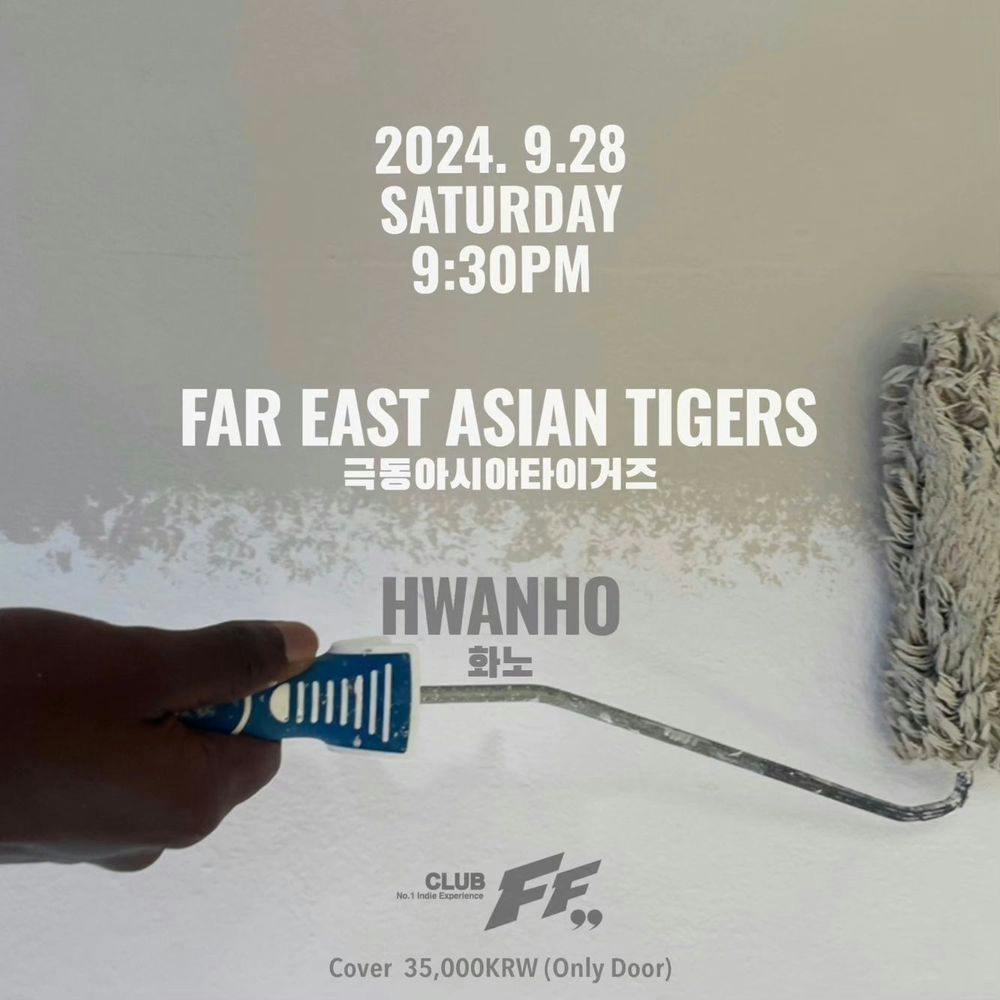 2024. 9.28
SATURDAY
9:30PM
FAR EAST ASIAN TIGERS
극동아시아타이거즈
HWANHO
화노
CLUB FF
No.1 Indie Experience
Cover 35,000KRW (Only Door)